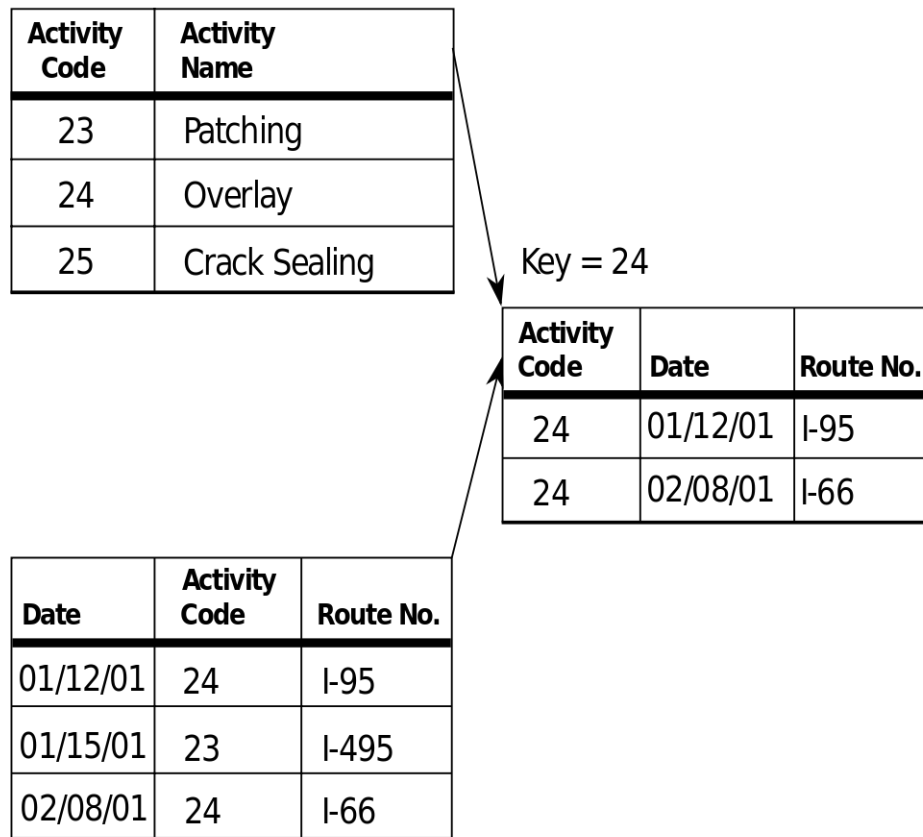 Activity Code Activity Name
23 Patching
24 Overlay
25 Crack Sealing
Key = 24
Activity Code Date Route No.
24 01/12/01 I-95
24 02/08/01 I-66
Date Activity Code Route No.
01/12/01 24 I-95
01/15/01 23 I-495
02/08/01 24 I-66